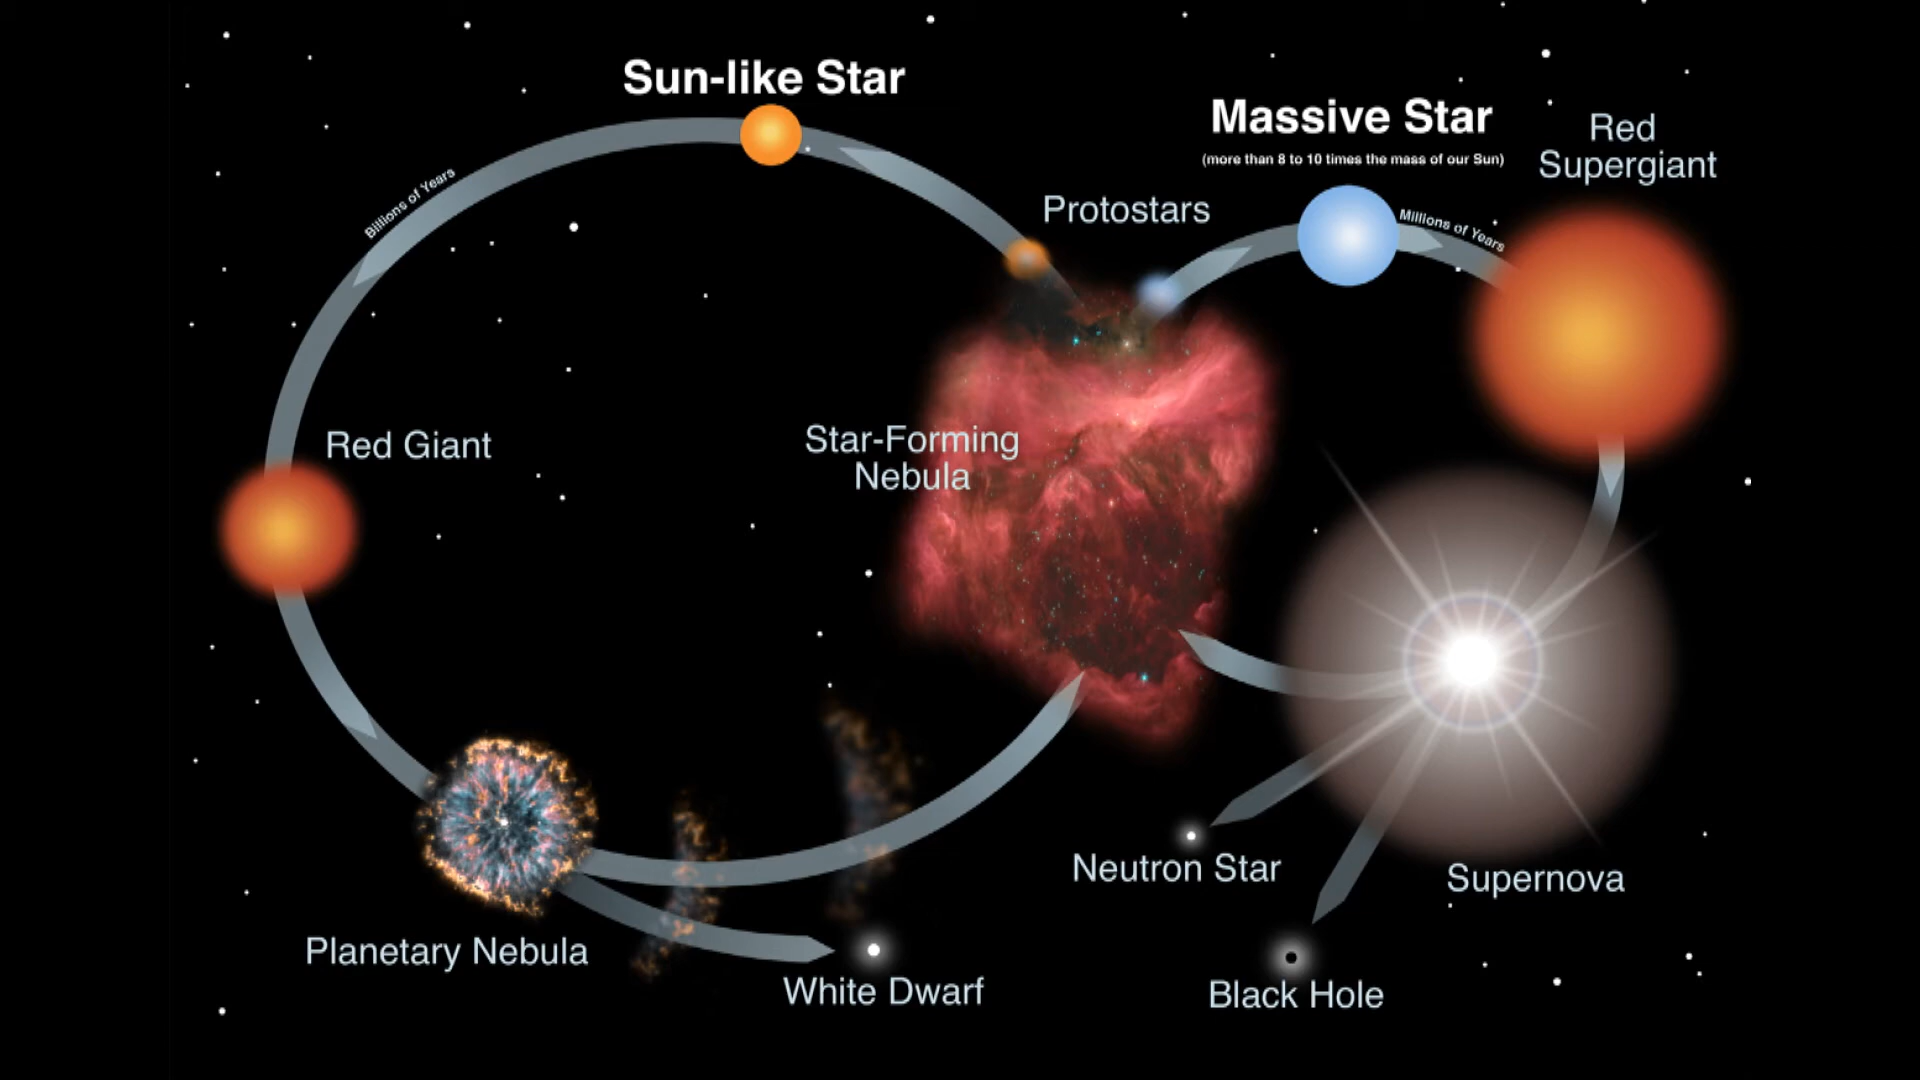 Sun-like Star
Massive Star
(more than 8 to 10 times the mass of our Sun)
Red
Supergiant
Billions of Years
Protostars
Millions of Years
Red Giant
Star-Forming
Nebula
Neutron Star
Supernova
Planetary Nebula
White Dwarf
Black Hole